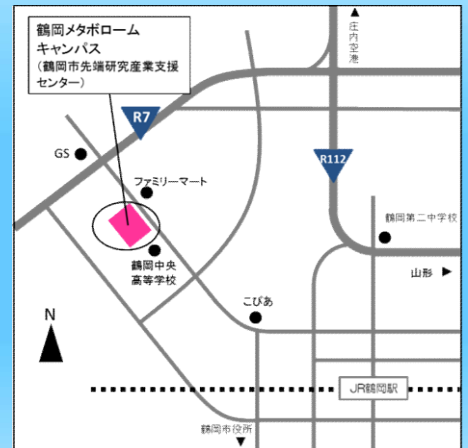 鶴岡メタボローム
キャンパス
（鶴岡市先端研究産業支援
センター）
庄内空港
R7
GS
ファミリーマート
R112
鶴岡第二中学校
鶴岡中央
高等学校
山形
こぴあ
N
JR鶴岡駅
鶴岡市役所